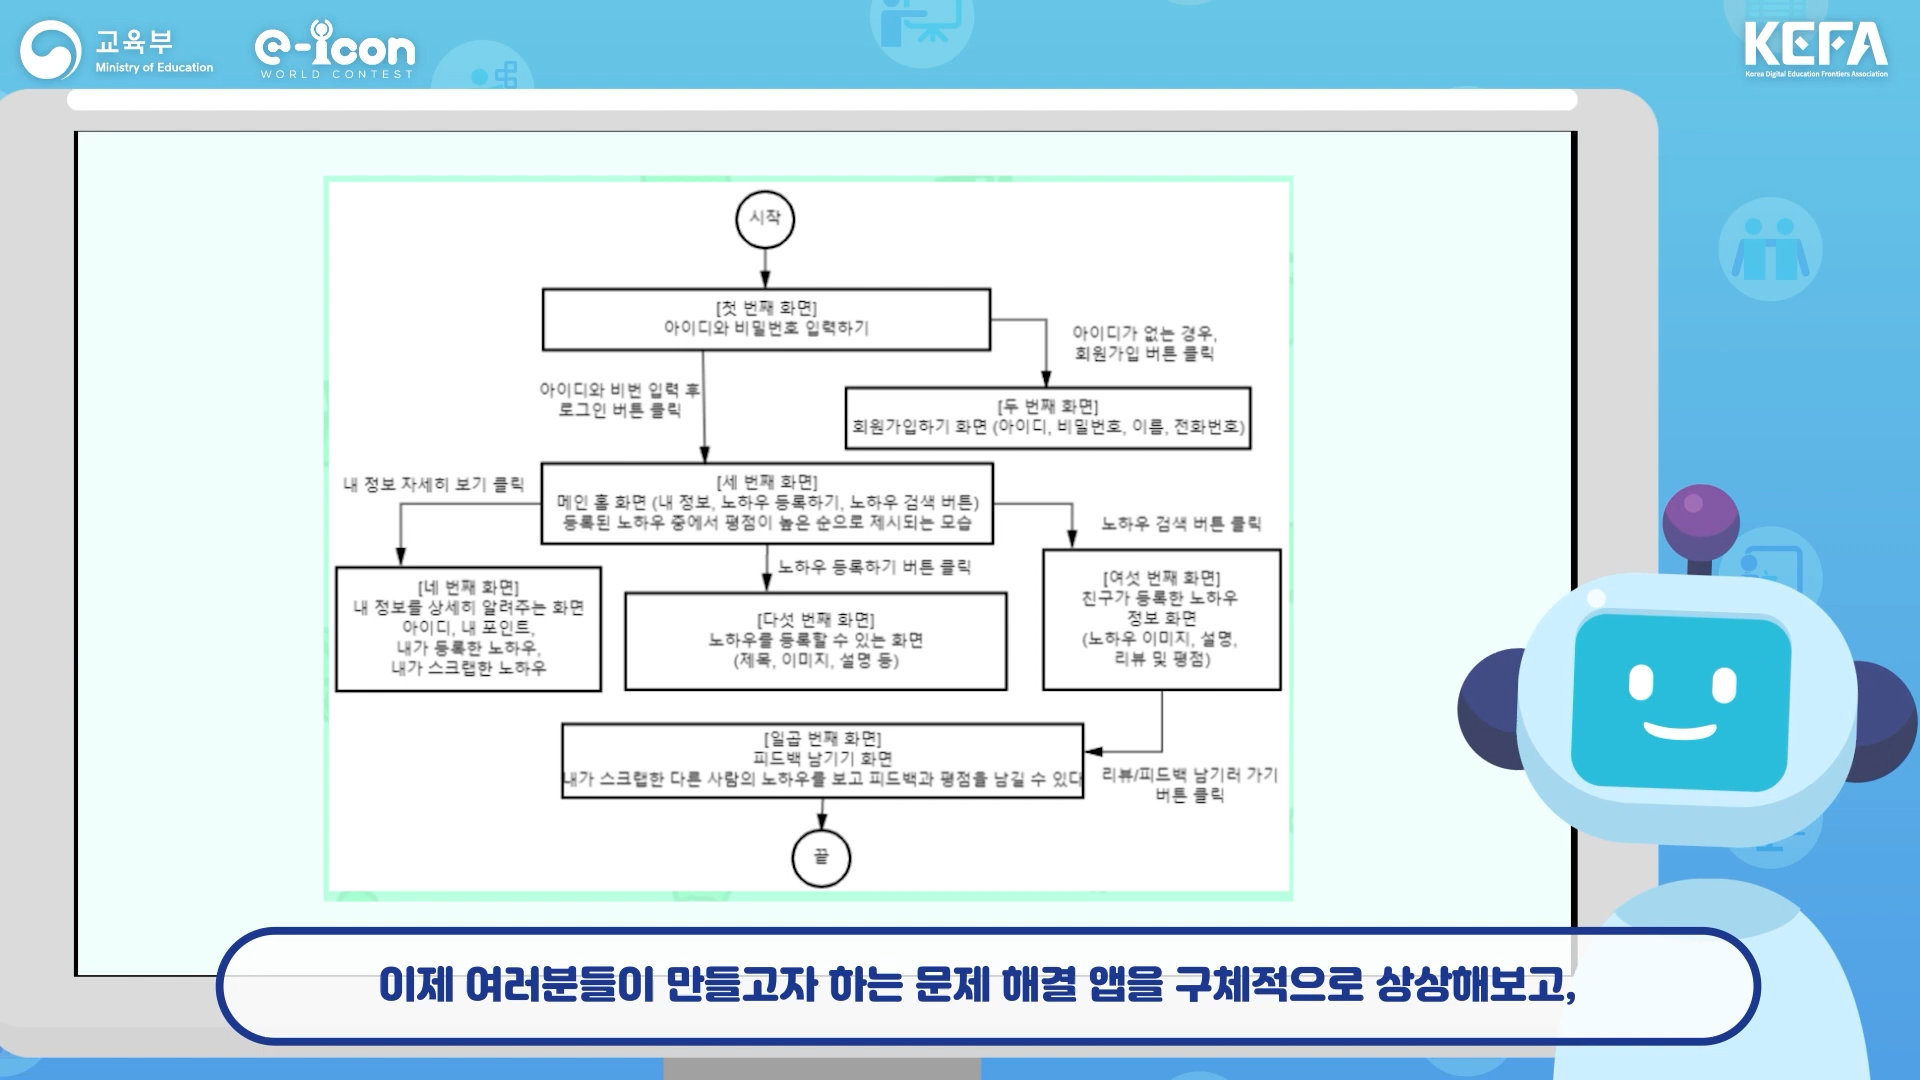 교육부
Ministry of Education
e-icon
WORLD CONTEST
KEFA
Korea Digital Education Frontiers Association
시작
[첫 번째 화면]
아이디와 비밀번호 입력하기
아이디가 없는 경우,
회원가입 버튼 클릭
아이디와 비번 입력 후
로그인 버튼 클릭
[두 번째 화면]
회원가입하기 화면 (아이디, 비밀번호, 이름, 전화번호)
내 정보 자세히 보기 클릭
[세 번째 화면]
메인 홈 화면 (내 정보, 노하우 등록하기, 노하우 검색 버튼)
등록된 노하우 중에서 평점이 높은 순으로 제시되는 모습
노하우 검색 버튼 클릭
노하우 등록하기 버튼 클릭
[네 번째 화면]
내 정보를 상세히 알려주는 화면
아이디, 내 포인트,
내가 등록한 노하우,
내가 스크랩한 노하우
[다섯 번째 화면]
노하우를 등록할 수 있는 화면
(제목, 이미지, 설명 등)
[여섯 번째 화면]
친구가 등록한 노하우
정보 화면
(노하우 이미지, 설명,
리뷰 및 평점)
[일곱 번째 화면]
피드백 남기기 화면
내가 스크랩한 다른 사람의 노하우를 보고 피드백과 평점을 남길 수 있다
리뷰/피드백 남기러 가기
버튼 클릭
끝
이제 여러분들이 만들고자 하는 문제 해결 앱을 구체적으로 상상해보고,